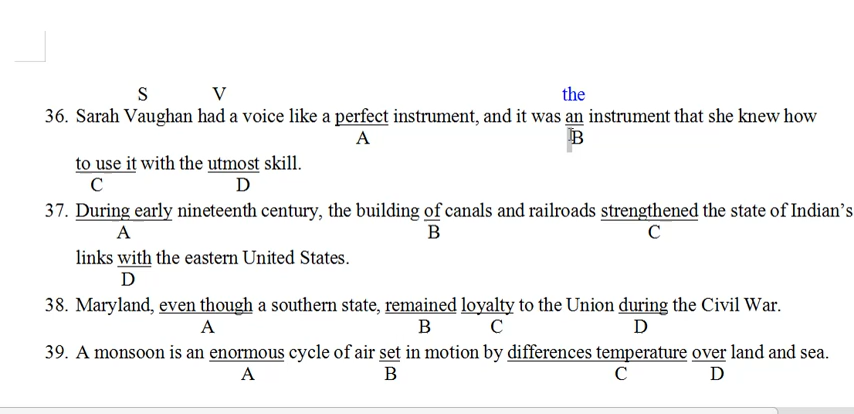 S V the
36. Sarah Vaughan had a voice like a perfect instrument, and it was an instrument that she knew how
A B
to use it with the utmost skill.
C D
37. During early nineteenth century, the building of canals and railroads strengthened the state of Indian's
A B C
links with the eastern United States.
D
38. Maryland, even though a southern state, remained loyalty to the Union during the Civil War.
A B C D
39. A monsoon is an enormous cycle of air set in motion by differences temperature over land and sea.
A B C D